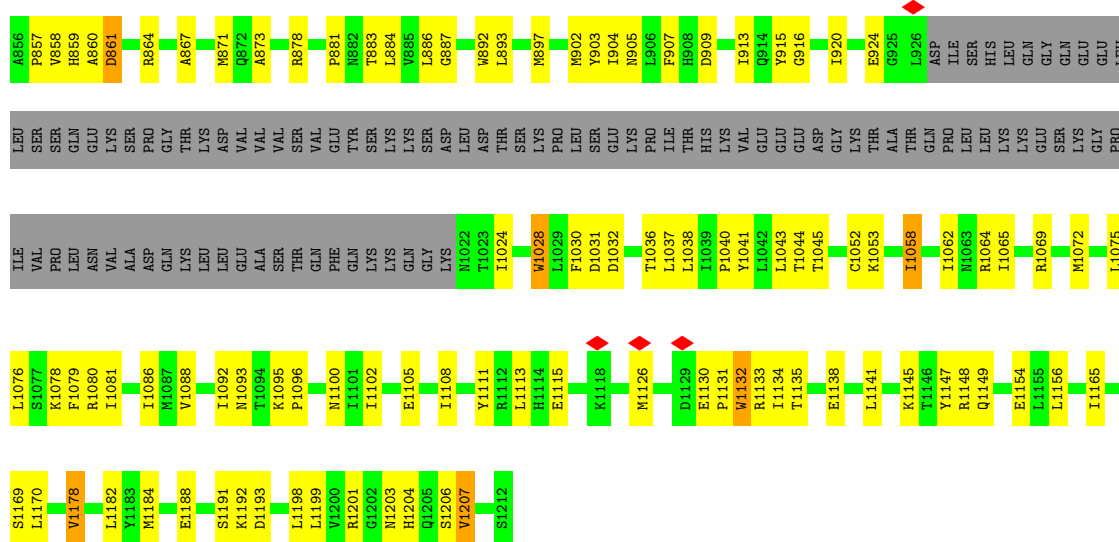 A856 P857 V858 H859 A860 D861 R864 A867 M871 Q872 A873 R878 P881 N882 T883 L884 V885 L886 G887 W892 L893 M897 M902 Y903 I904 N905 L906 F907 H908 D909 I913 Q914 Y915 G916 I920 E924 G925 L926 ASP ILE SER HIS LEU GLN GLY GLN GLU GLU
LEU SER SER GLN GLU LYS SER PRO GLY THR LYS ASP VAL VAL VAL SER VAL GLU TYR SER LYS LYS SER ASP LEU ASP THR SER LYS PRO LEU SER GLU LYS PRO ILE THR HIS LYS VAL GLU GLU GLU ASP GLY LYS THR ALA THR GLN PRO LEU LEU LYS LYS GLU SER LYS GLY PRO
ILE VAL PRO LEU ASN VAL ALA ASP GLN LYS LEU LEU GLU ALA SER THR GLN PHE GLN LYS LYS GLN GLY LYS N1022 T1023 I1024 W1028 L1029 F1030 D1031 D1032 T1036 L1037 L1038 I1039 P1040 Y1041 L1042 L1043 T1044 T1045 C1052 K1053 I1058 I1062 N1063 R1064 I1065 R1069 M1072 L1075
L1076 S1077 K1078 F1079 R1080 I1081 I1086 M1087 V1088 I1092 N1093 T1094 K1095 P1096 N1100 I1101 I1102 E1105 I1108 Y1111 R1112 L1113 H1114 E1115 K1118 M1126 D1129 E1130 P1131 W1132 R1133 I1134 T1135 E1138 L1141 K1145 T1146 Y1147 R1148 Q1149 E1154 L1155 L1156 I1165
S1169 L1170 V1178 L1182 Y1183 M1184 E1188 S1191 K1192 D1193 L1198 L1199 V1200 R1201 G1202 N1203 H1204 Q1205 S1206 V1207 S1212